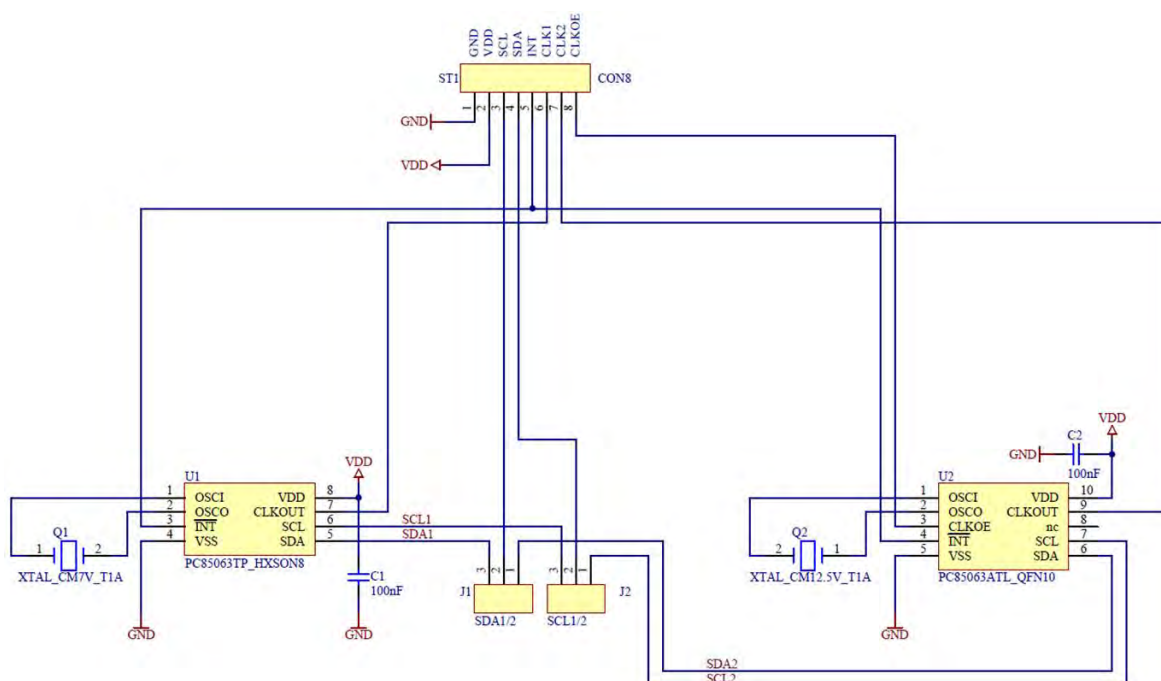 GND
VDD
SCL
SDA
INT
CLK1
CLK2
CLKOE
ST1
CON8
1
2
3
4
5
6
7
8
GND
VDD
VDD
C2
GND
100nF
VDD
U1
1 OSCI VDD 8
2 OSCO CLKOUT 7
3 INT SCL 6
4 VSS SDA 5
PC85063TP_HXSON8
SCL1
SDA1
Q1
1 2
XTAL_CM7V_T1A
C1
100nF
GND
GND
3
2
1
J1
SDA1/2
3
2
1
J2
SCL1/2
U2
1 OSCI VDD 10
2 OSCO CLKOUT 9
3 CLKOE nc 8
4 INT SCL 7
5 VSS SDA 6
PC85063ATL_QFN10
Q2
2 1
XTAL_CM12.5V_T1A
GND
SDA2
SCL2